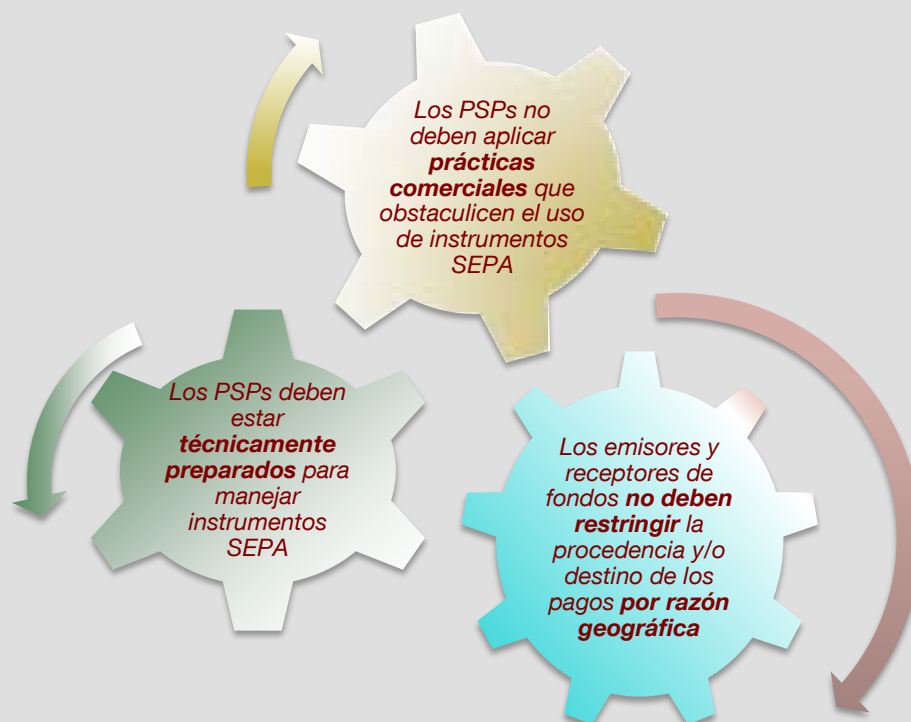 Los PSPs no
deben aplicar
prácticas
comerciales que
obstaculicen el uso
de instrumentos
SEPA
Los PSPs deben
estar
técnicamente
preparados para
manejar
instrumentos
SEPA
Los emisores y
receptores de
fondos no deben
restringir la
procedencia y/o
destino de los
pagos por razón
geográfica